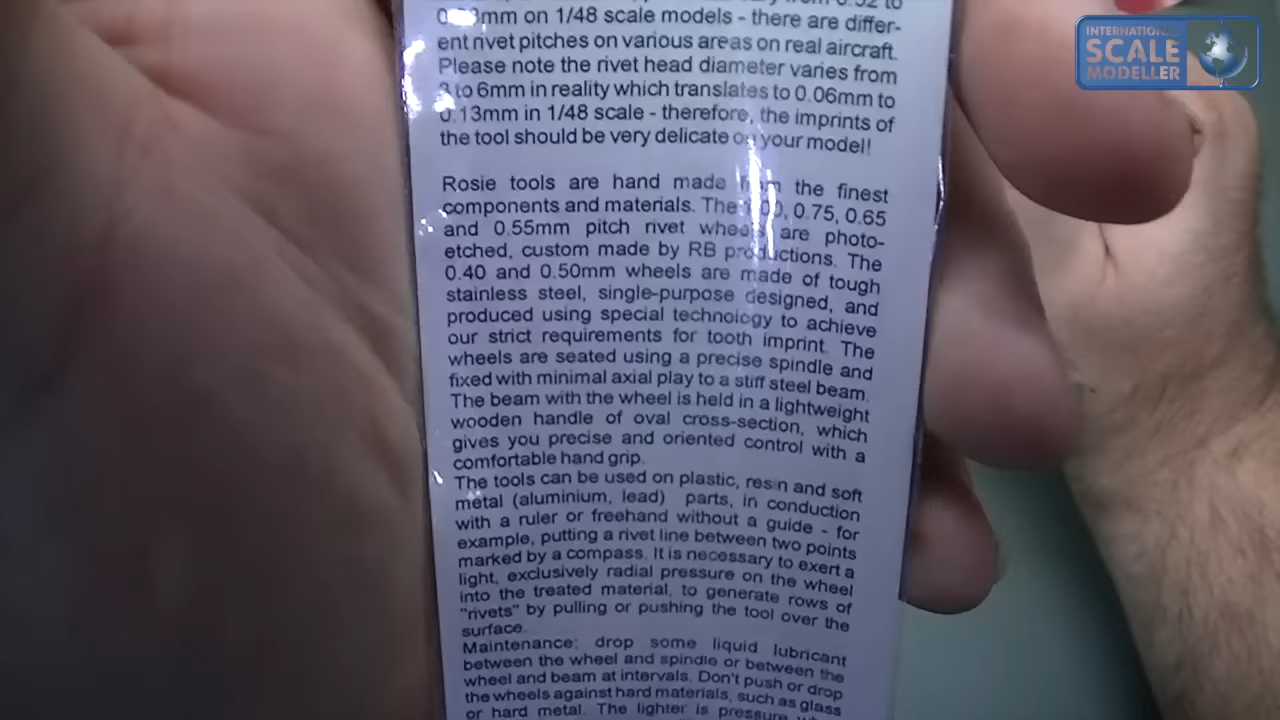 mm on 1/48 scale models - there are differ-
ent rivet pitches on various areas on real aircraft.
Please note the rivet head diameter varies from
to 6mm in reality which translates to 0.06mm to
0.13mm in 1/48 scale - therefore, the imprints of
the tool should be very delicate on your model!
Rosie tools are hand made from the finest
components and materials. The 0.75, 0.65
and 0.55mm pitch rivet wheels are photo-
etched, custom made by RB productions. The
0.40 and 0.50mm wheels are made of tough
stainless steel, single-purpose designed, and
produced using special technology to achieve
our strict requirements for tooth imprint. The
wheels are seated using a precise spindle and
fixed with minimal axial play to a stiff steel beam.
The beam with the wheel is held in a lightweight
wooden handle of oval cross-section, which
gives you precise and oriented control with a
comfortable hand grip.
The tools can be used on plastic, resin and soft
metal (aluminium, lead) parts, in conduction
with a ruler or freehand without a guide - for
example, putting a rivet line between two points
marked by a compass. It is necessary to exert a
light, exclusively radial pressure on the wheel
into the treated material, to generate rows of
"rivets" by pulling or pushing the tool over the
surface.
Maintenance: drop some liquid lubricant
between the wheel and spindle or between the
wheel and beam at intervals. Don't push or drop
the wheels against hard materials, such as glass
or hard metal. The lighter is pressure
INTERNATIONAL
SCALE
MODELLER